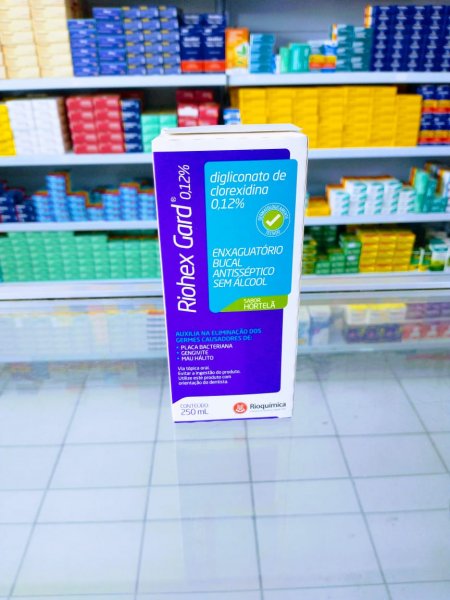 Riohex Gard® 0,12%
digliconato de
clorexidina
0,12%
ENXAGUATÓRIO
BUCAL
ANTISSÉPTICO
SEM ÁLCOOL
SABOR
HORTELÃ
AUXILIA NA ELIMINAÇÃO DOS
GERMES CAUSADORES DE:
• PLACA BACTERIANA
• GENGIVITE
• MAU HÁLITO
Via tópica oral.
Evitar a ingestão do produto.
Utilize este produto com
orientação do dentista.
CONTEÚDO
250 mL
Rioquímica